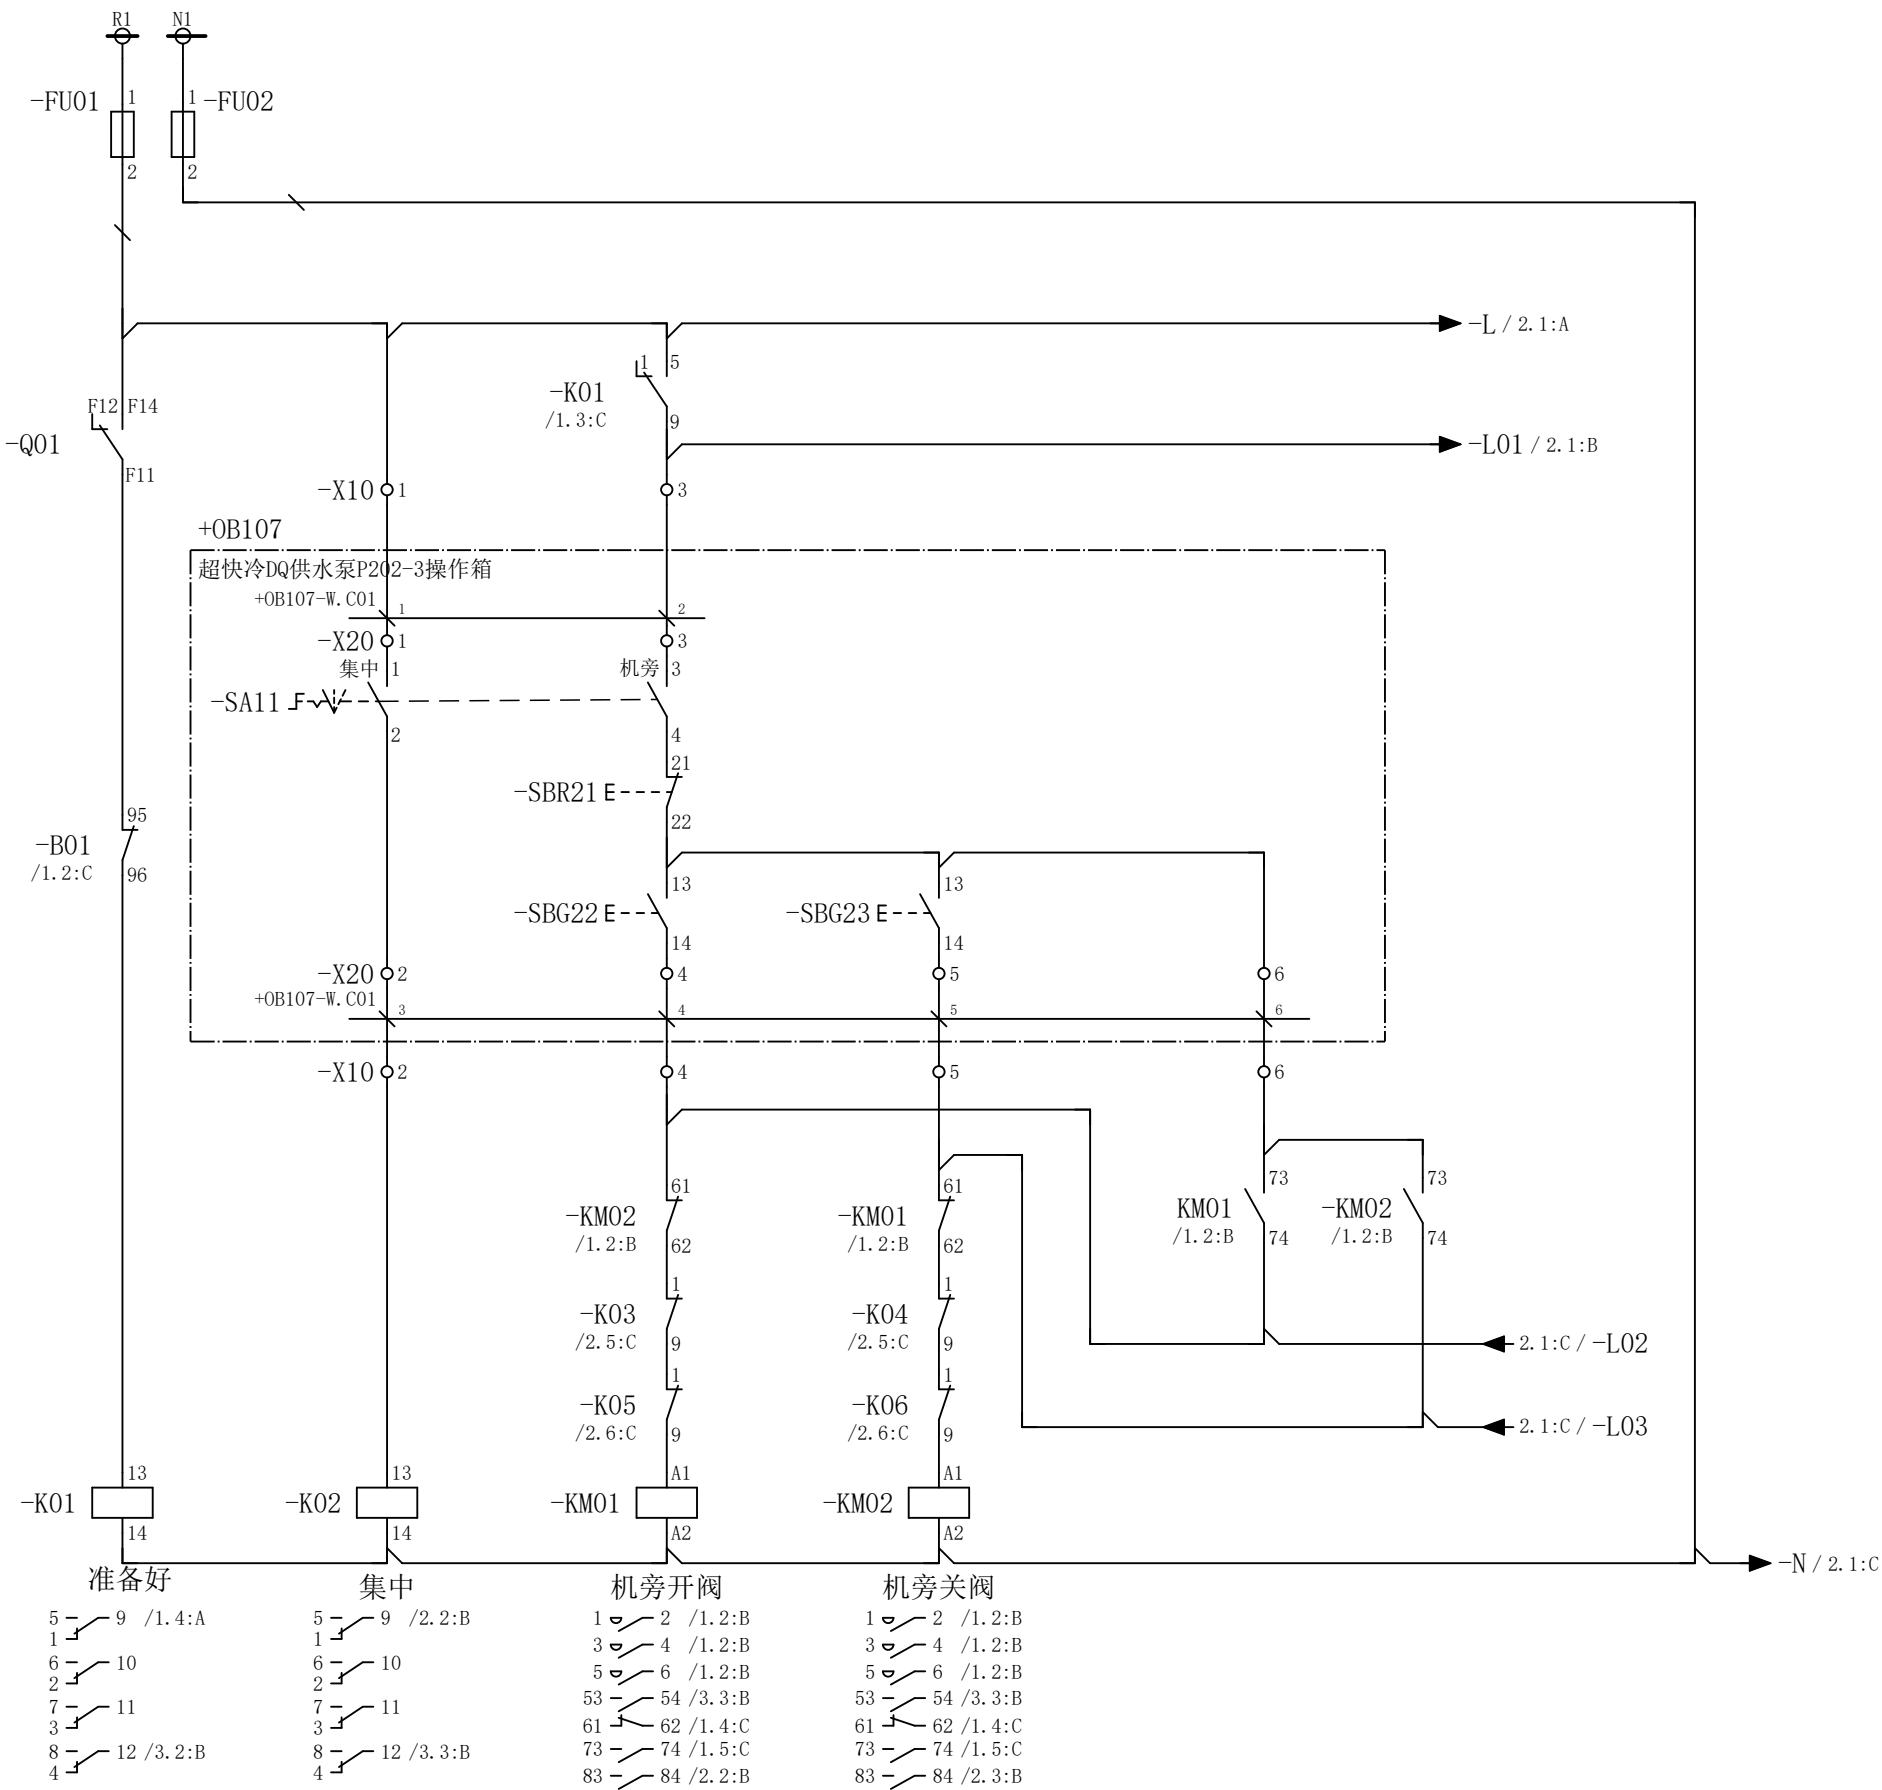 R1 N1
-FU01 1 1 -FU02
2 2
-L / 2.1:A
1 5
-K01
/1.3:C
9
F12 F14
-Q01
F11
-L01 / 2.1:B
-X10 1 3
+OB107
超快冷DQ供水泵P202-3操作箱
+OB107-W.C01 1 2
-X20 1 3
集中 1 机旁 3
-SA11
2 4
21
-SBR21
22
95
-B01
/1.2:C 96
13 13
-SBG22 -SBG23
14 14
-X20 2 4 5 6
+OB107-W.C01 3 4 5 6
-X10 2 4 5 6
61 61 73 73
-KM02 -KM01 KM01 -KM02
/1.2:B /1.2:B /1.2:B /1.2:B
62 62 74 74
1 1
-K03 -K04
/2.5:C /2.5:C
9 9
2.1:C / -L02
1 1
-K05 -K06
/2.6:C /2.6:C
9 9
2.1:C / -L03
13 13 A1 A1
-K01 -K02 -KM01 -KM02
14 14 A2 A2
-N / 2.1:C
准备好 集中 机旁开阀 机旁关阀
5 9 /1.4:A
1
6 10
2
7 11
3
8 12 /3.2:B
4
5 9 /2.2:B
1
6 10
2
7 11
3
8 12 /3.3:B
4
1 2 /1.2:B
3 4 /1.2:B
5 6 /1.2:B
53 54 /3.3:B
61 62 /1.4:C
73 74 /1.5:C
83 84 /2.2:B
1 2 /1.2:B
3 4 /1.2:B
5 6 /1.2:B
53 54 /3.3:B
61 62 /1.4:C
73 74 /1.5:C
83 84 /2.3:B